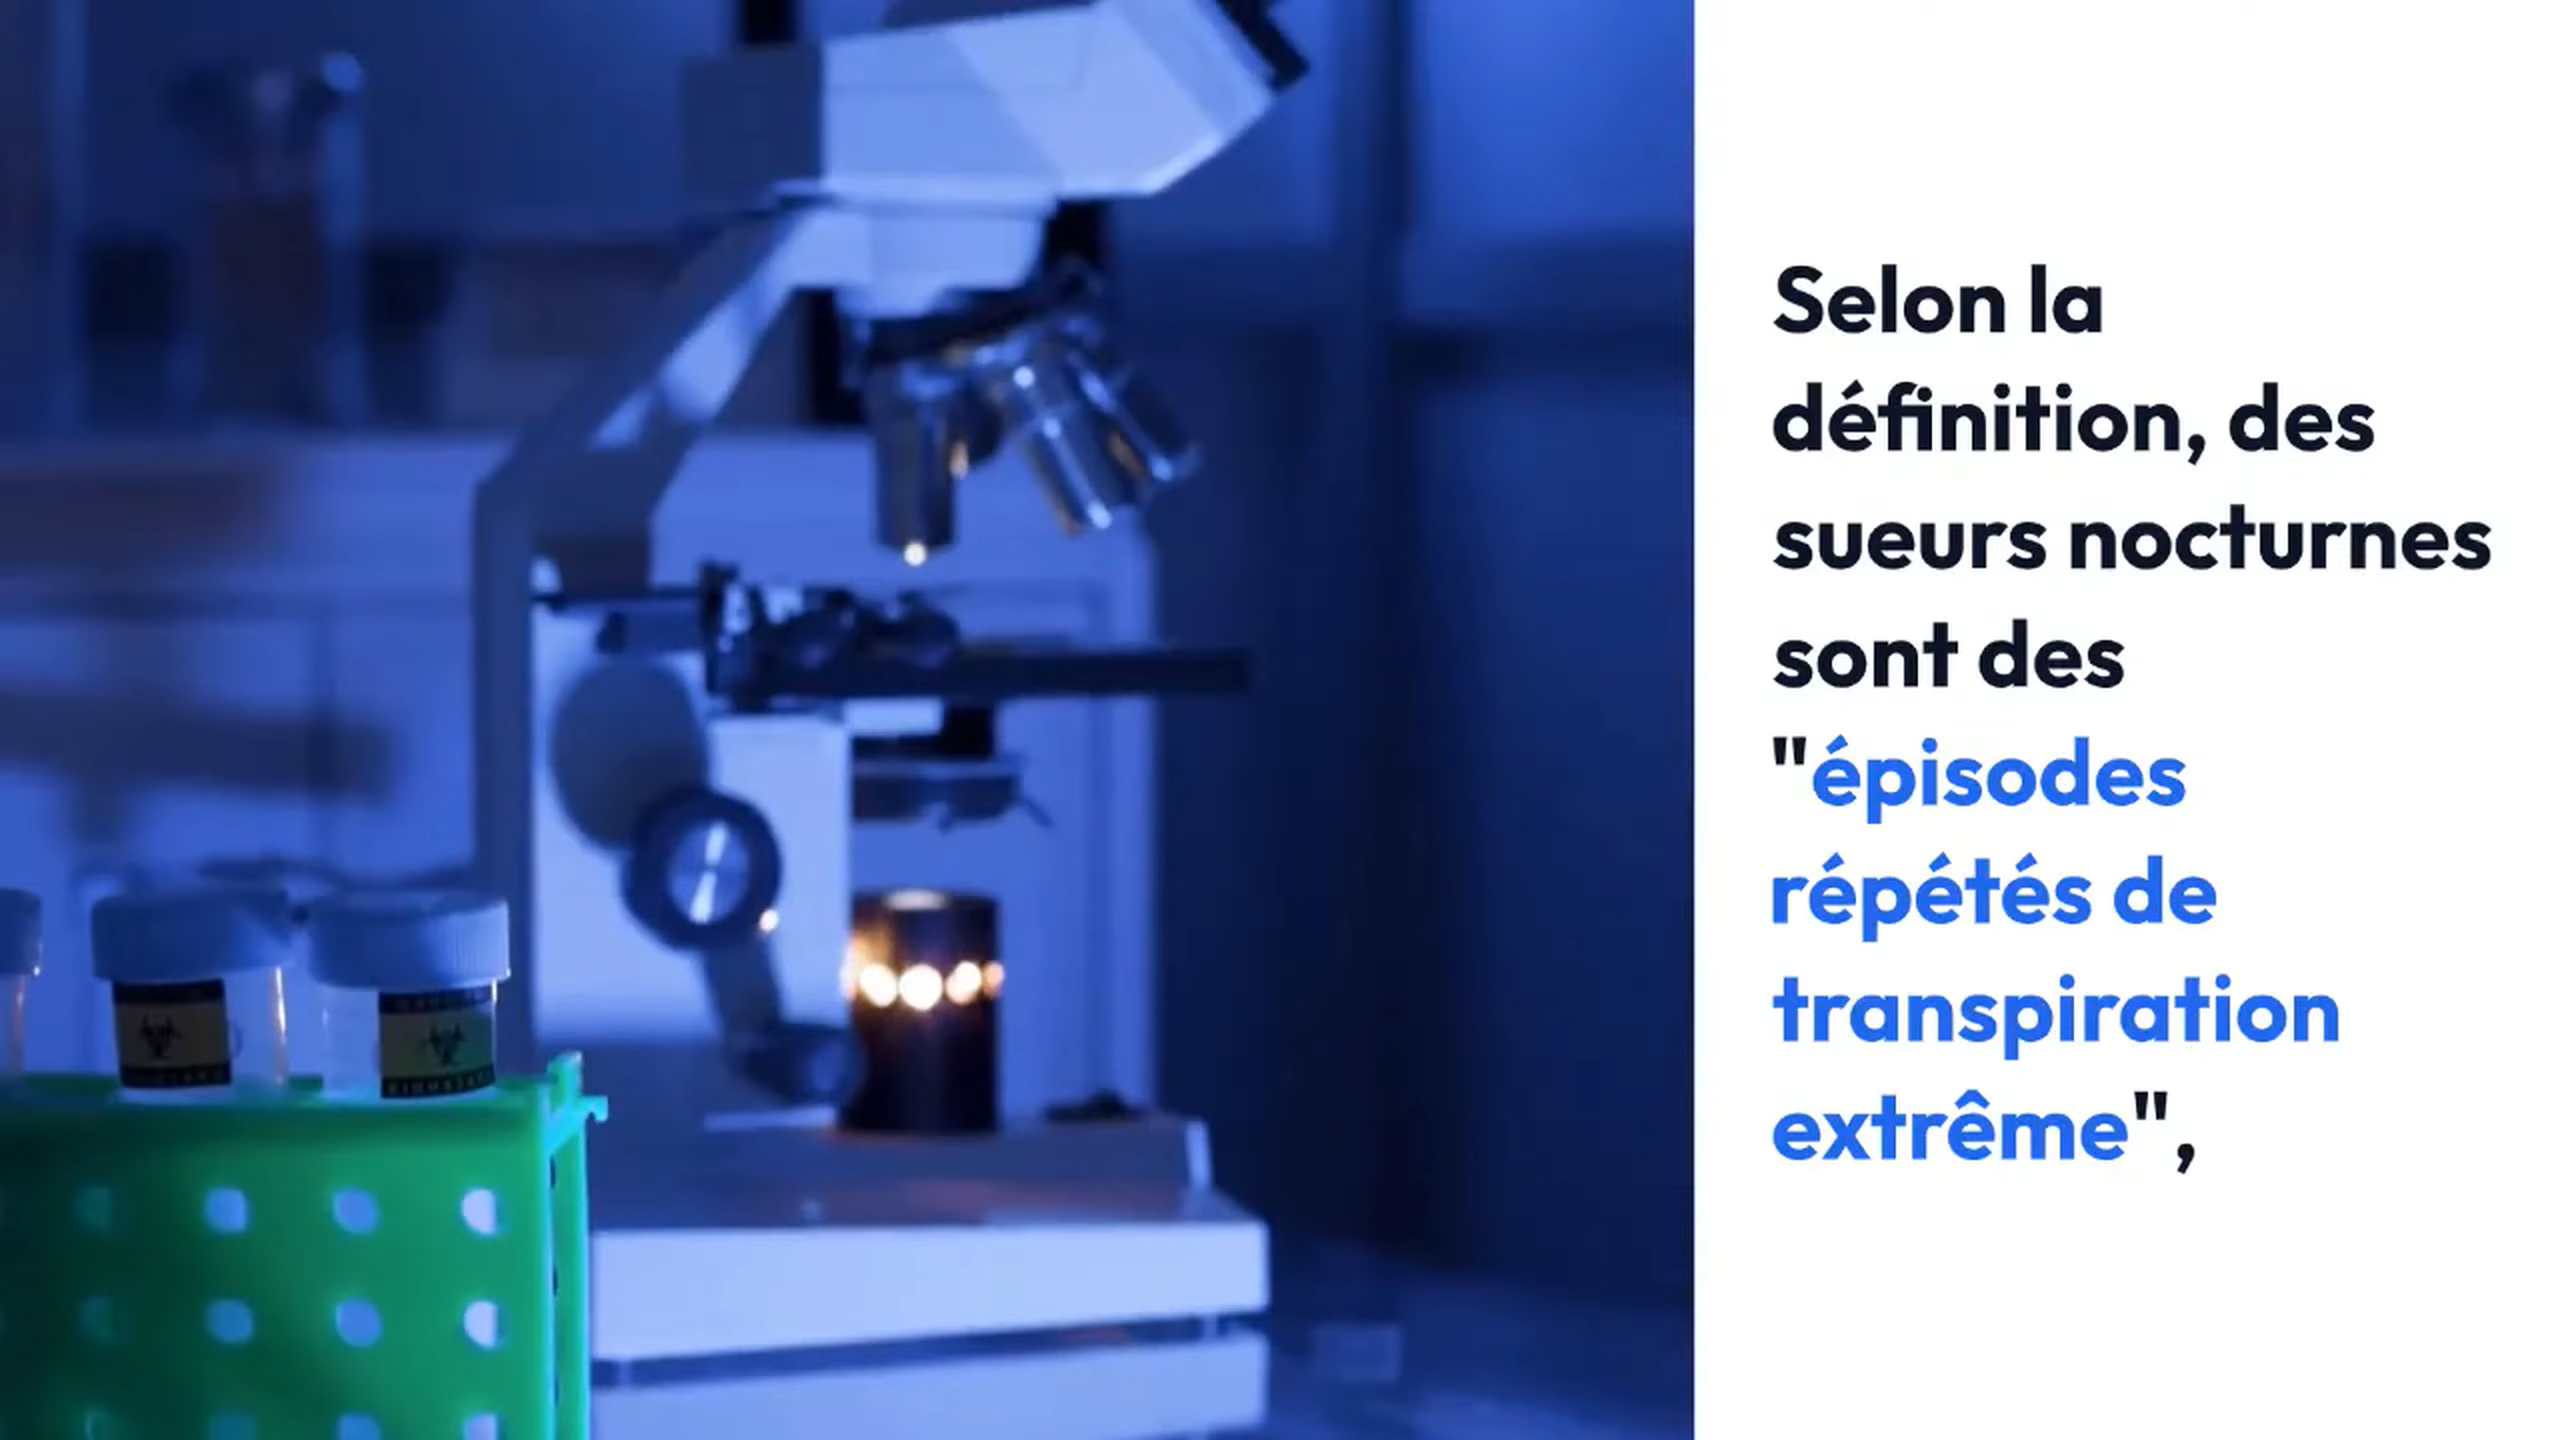 Selon la
définition, des
sueurs nocturnes
sont des
"épisodes
répétés de
transpiration
extrême",